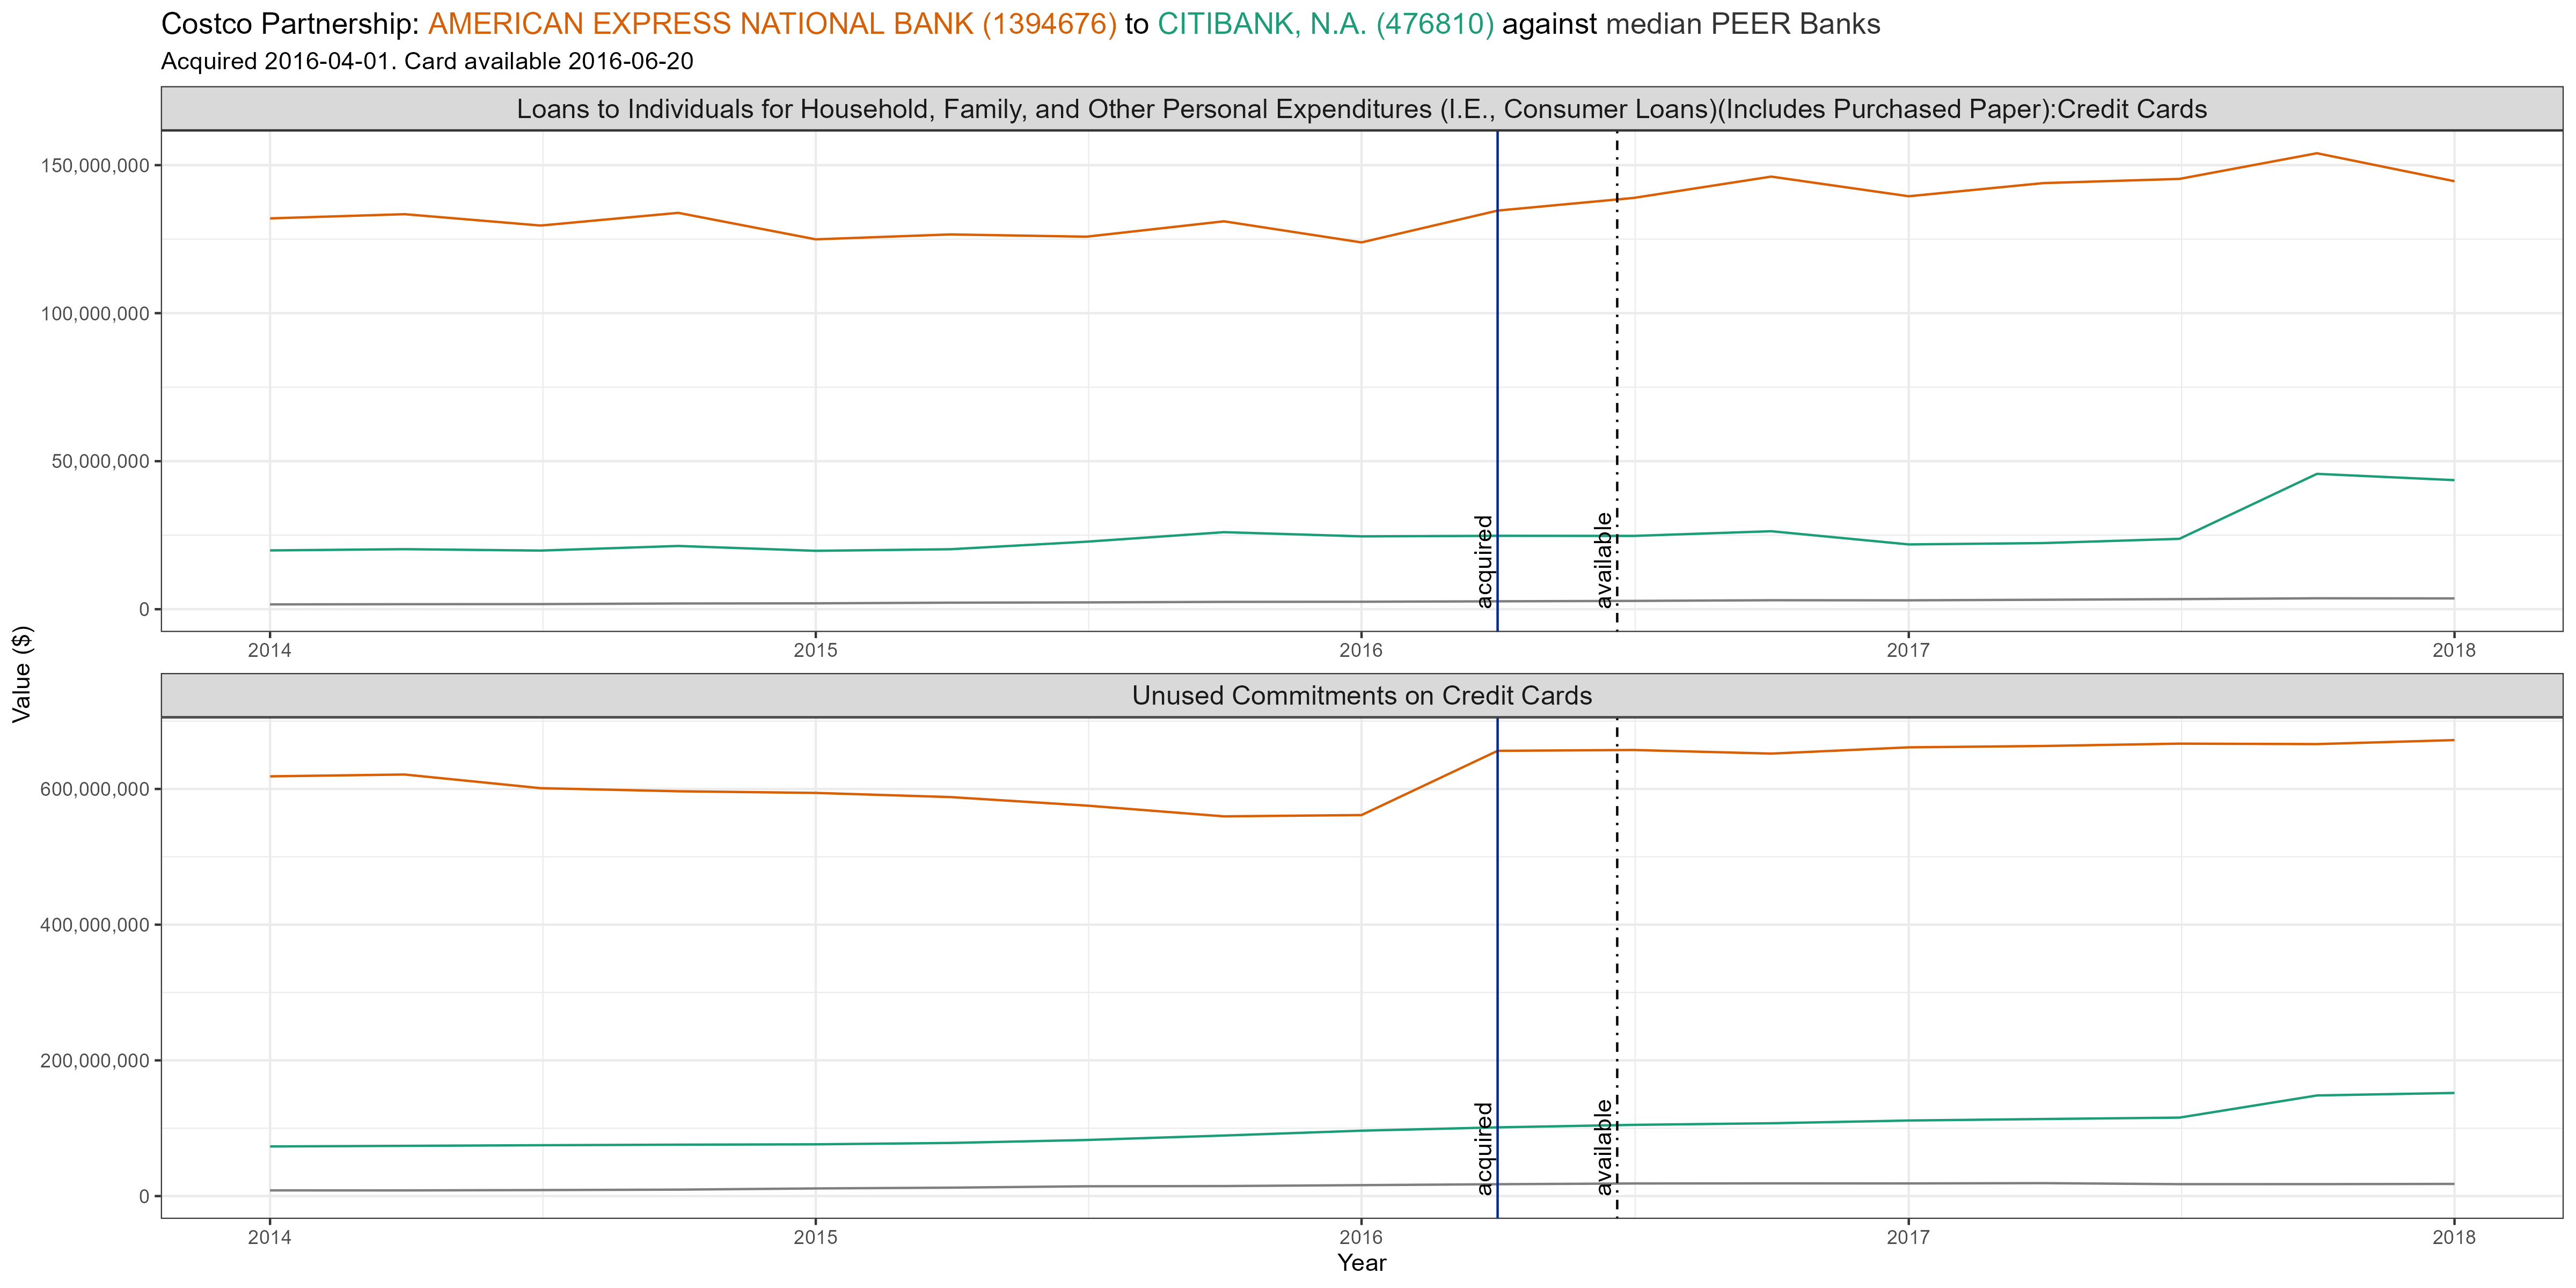 Costco Partnership: AMERICAN EXPRESS NATIONAL BANK (1394676) to CITIBANK, N.A. (476810) against median PEER Banks
Acquired 2016-04-01. Card available 2016-06-20
Loans to Individuals for Household, Family, and Other Personal Expenditures (I.E., Consumer Loans)(Includes Purchased Paper):Credit Cards
150,000,000
100,000,000
50,000,000
0
acquired
available
2014 2015 2016 2017 2018
Value ($)
Unused Commitments on Credit Cards
600,000,000
400,000,000
200,000,000
0
acquired
available
2014 2015 2016 2017 2018
Year